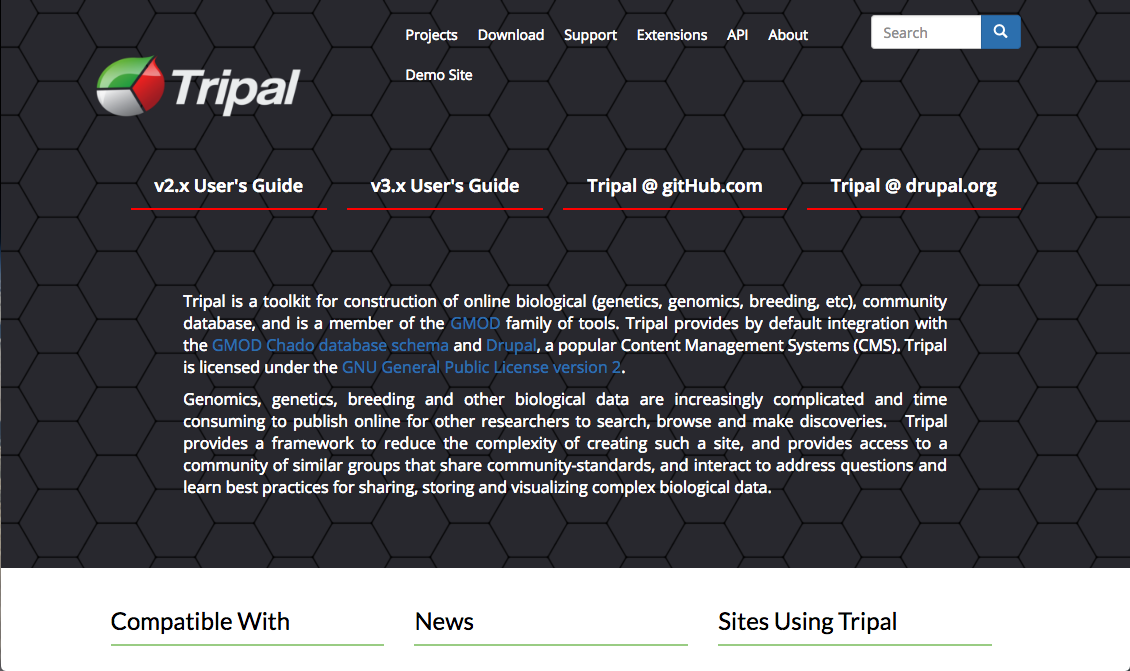 Projects Download Support Extensions API About
Search
Demo Site
Tripal
v2.x User's Guide
v3.x User's Guide
Tripal @ gitHub.com
Tripal @ drupal.org
Tripal is a toolkit for construction of online biological (genetics, genomics, breeding, etc), community
database, and is a member of the GMOD family of tools. Tripal provides by default integration with
the GMOD Chado database schema and Drupal, a popular Content Management Systems (CMS). Tripal
is licensed under the GNU General Public License version 2.
Genomics, genetics, breeding and other biological data are increasingly complicated and time
consuming to publish online for other researchers to search, browse and make discoveries. Tripal
provides a framework to reduce the complexity of creating such a site, and provides access to a
community of similar groups that share community-standards, and interact to address questions and
learn best practices for sharing, storing and visualizing complex biological data.
Compatible With
News
Sites Using Tripal